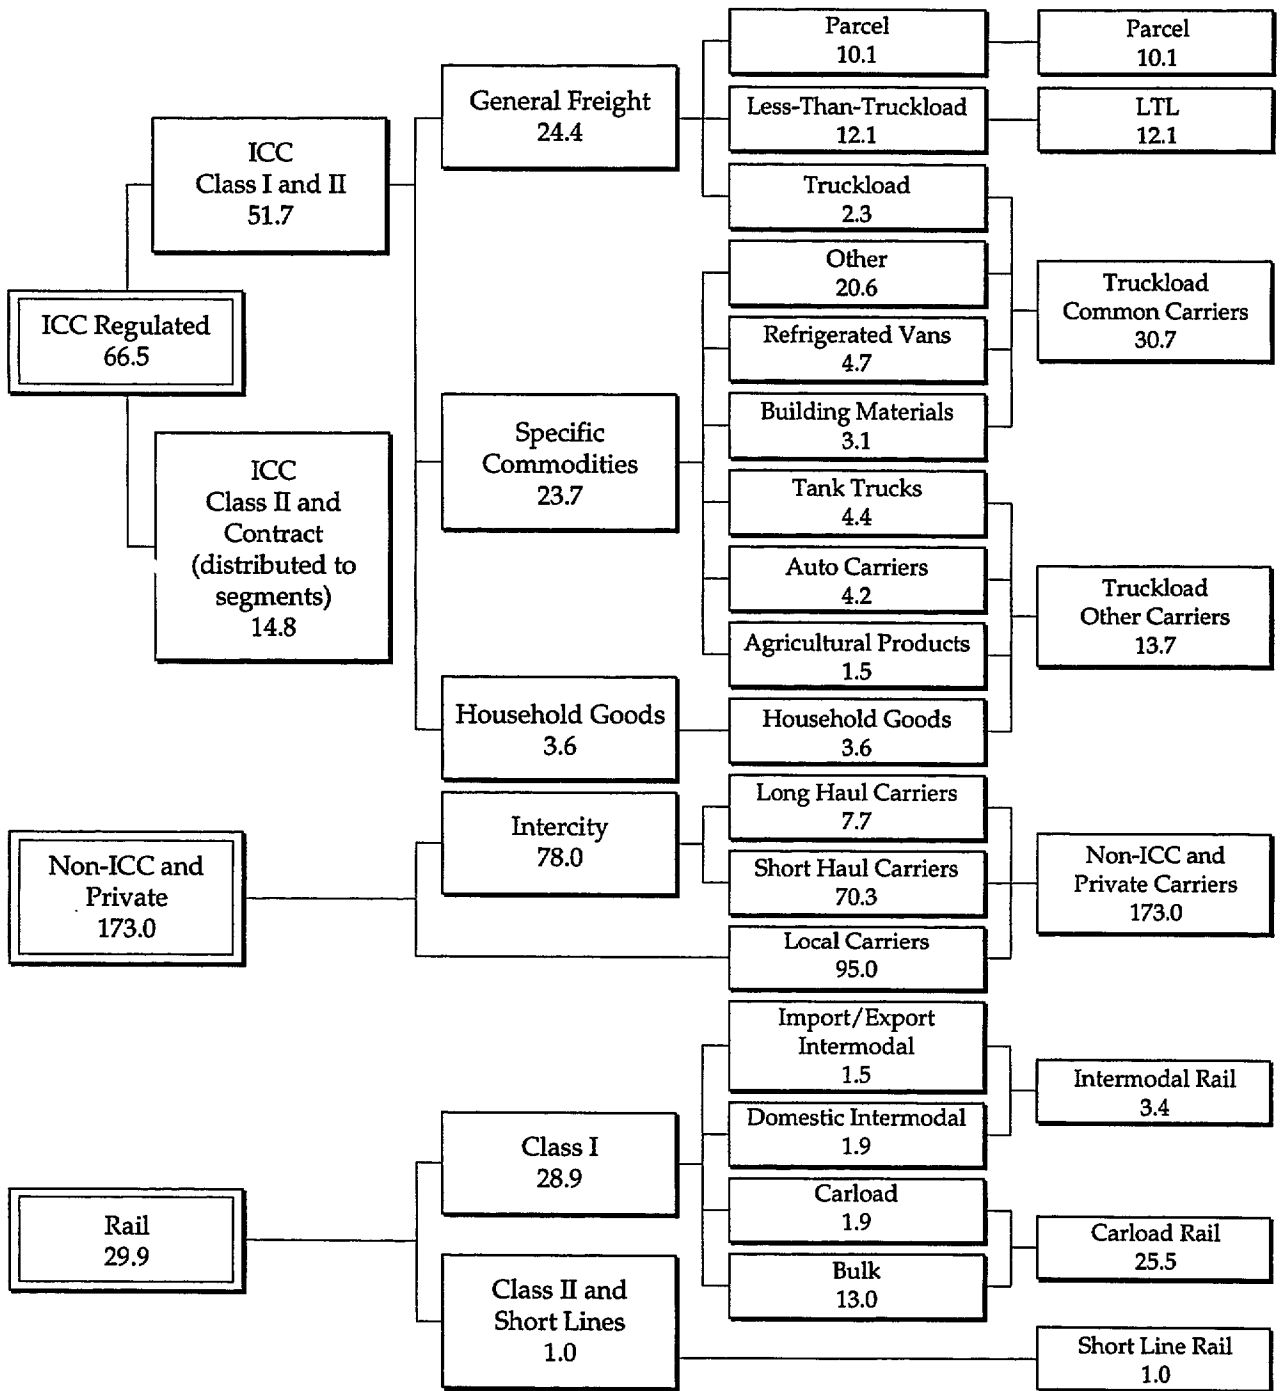 ICC Regulated
66.5
Non-ICC and
Private
173.0
Rail
29.9
ICC
Class I and II
51.7
ICC
Class II and
Contract
(distributed to
segments)
14.8
General Freight
24.4
Specific
Commodities
23.7
Household Goods
3.6
Intercity
78.0
Class I
28.9
Class II and
Short Lines
1.0
Parcel
10.1
Less-Than-Truckload
12.1
Truckload
2.3
Other
20.6
Refrigerated Vans
4.7
Building Materials
3.1
Tank Trucks
4.4
Auto Carriers
4.2
Agricultural Products
1.5
Household Goods
3.6
Long Haul Carriers
7.7
Short Haul Carriers
70.3
Local Carriers
95.0
Import/Export
Intermodal
1.5
Domestic Intermodal
1.9
Carload
1.9
Bulk
13.0
Parcel
10.1
LTL
12.1
Truckload
Common Carriers
30.7
Truckload
Other Carriers
13.7
Non-ICC and
Private Carriers
173.0
Intermodal Rail
3.4
Carload Rail
25.5
Short Line Rail
1.0